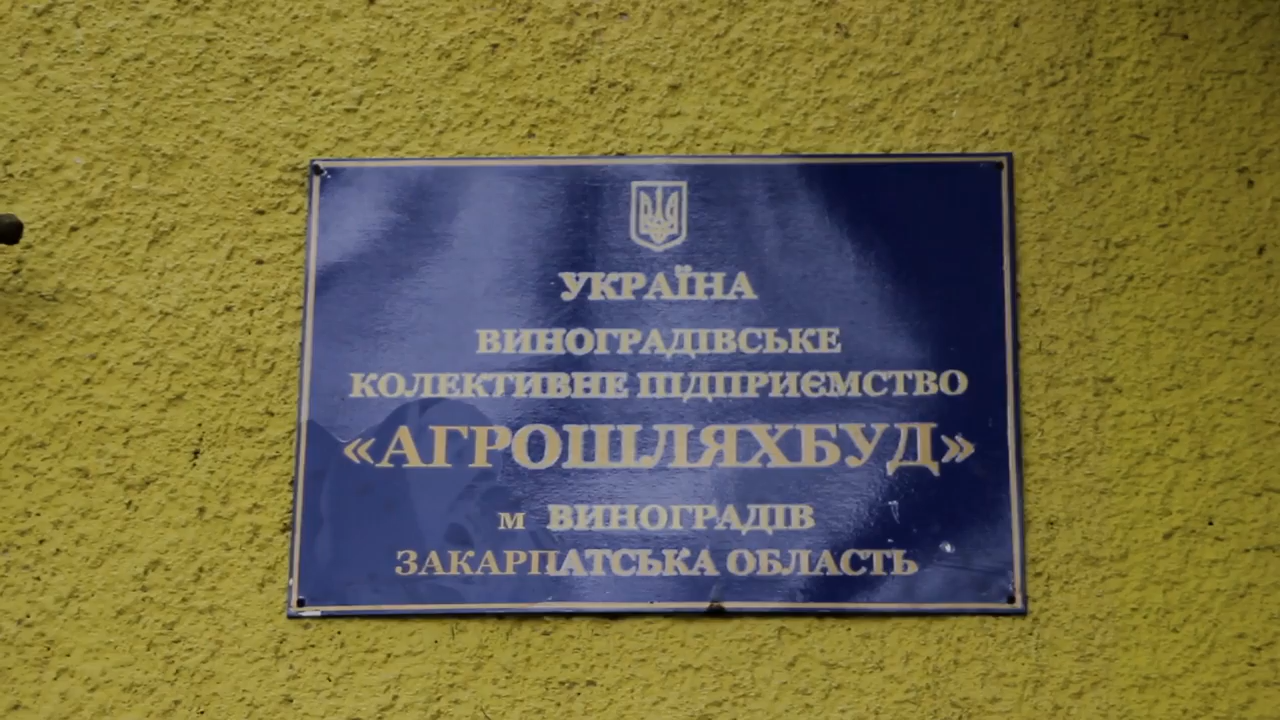 УКРАЇНА
ВИНОГРАДІВСЬКЕ
КОЛЕКТИВНЕ ПІДПРИЄМСТВО
«АГРОШЛЯХБУД»
м ВИНОГРАДІВ
ЗАКАРПАТСЬКА ОБЛАСТЬ